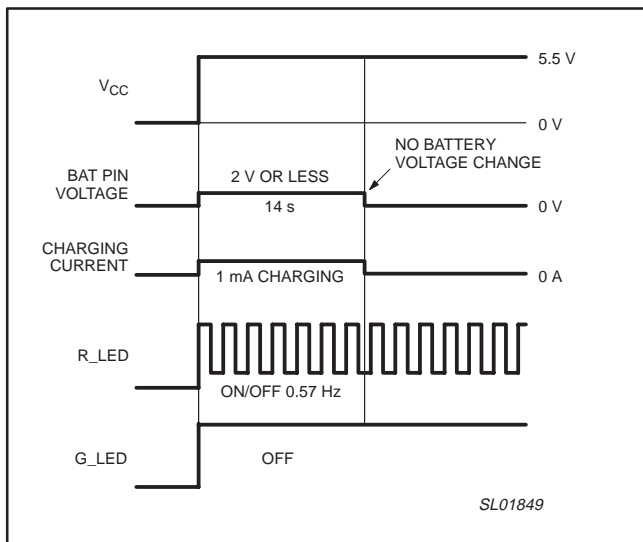 5.5 V
VCC
0 V
NO BATTERY
VOLTAGE CHANGE
BAT PIN
VOLTAGE
2 V OR LESS
14 s
0 V
CHARGING
CURRENT
1 mA CHARGING
0 A
R_LED
ON/OFF 0.57 Hz
G_LED
OFF
SL01849